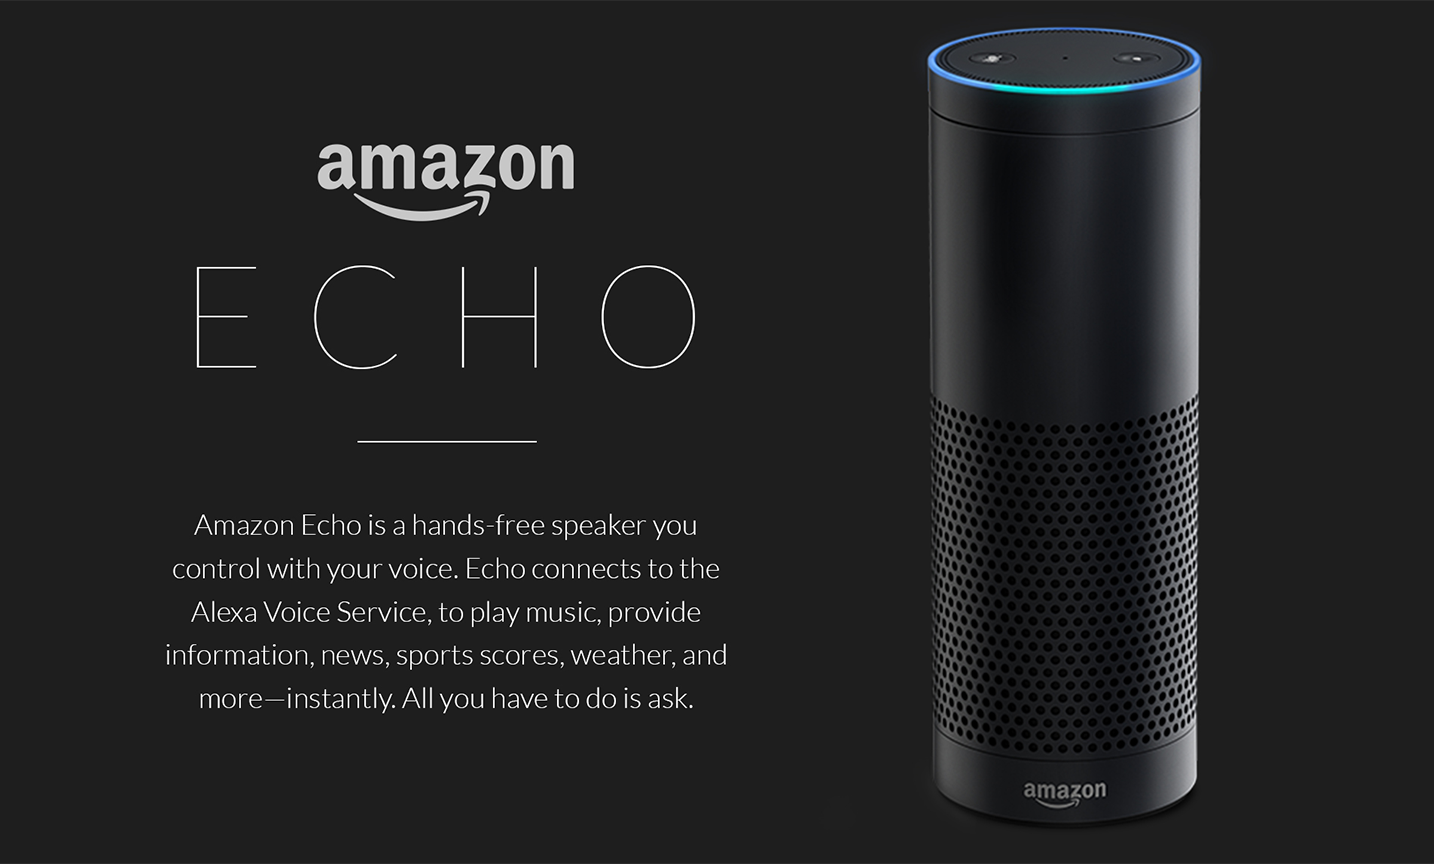 amazon
ECHO
Amazon Echo is a hands-free speaker you
control with your voice. Echo connects to the
Alexa Voice Service, to play music, provide
information, news, sports scores, weather, and
more—instantly. All you have to do is ask.
amazon